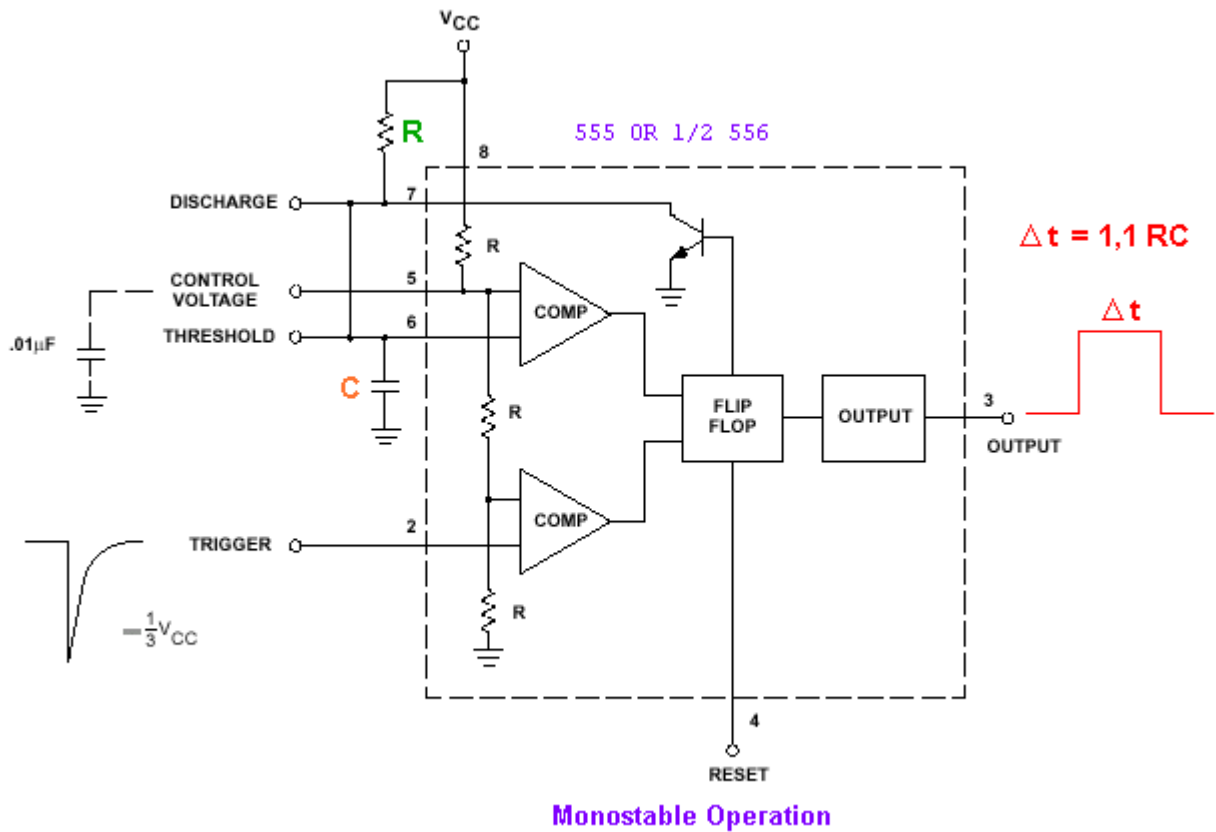 VCC
R
555 OR 1/2 556
8
DISCHARGE
7
R
Δt = 1,1 RC
CONTROL
VOLTAGE
5
COMP
Δt
.01µF
THRESHOLD
6
C
R
FLIP
FLOP
OUTPUT
3
OUTPUT
COMP
TRIGGER
2
R
=1/3VCC
4
RESET
Monostable Operation